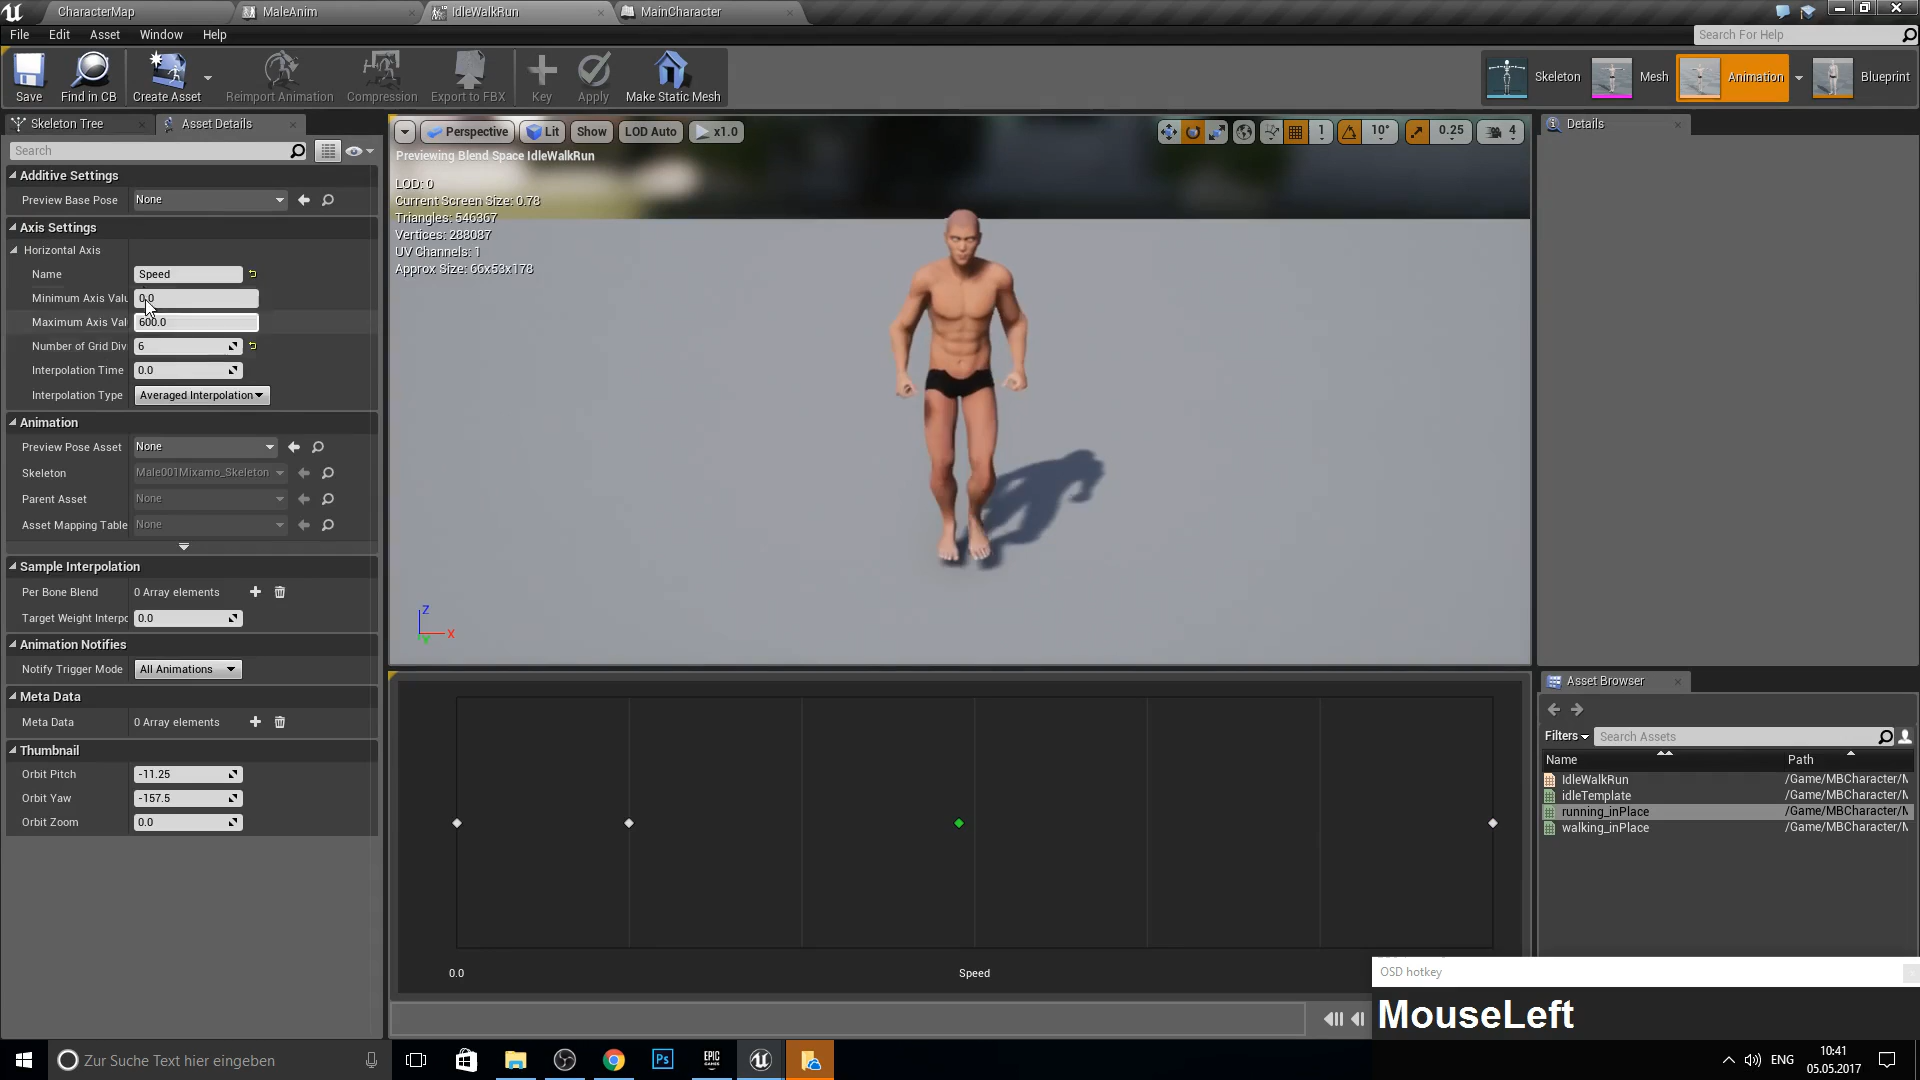 CharacterMap
MaleAnim
IdleWalkRun
MainCharacter
File Edit Asset Window Help
Search For Help
Save
Find in CB
Create Asset
Reimport Animation
Compression
Export to FBX
Key
Apply
Make Static Mesh
Skeleton
Mesh
Animation
Blueprint
Skeleton Tree
Asset Details
Search
Additive Settings
Preview Base Pose None
Axis Settings
Horizontal Axis
Name Speed
Minimum Axis Valu 0.0
Maximum Axis Val 600.0
Number of Grid Div 6
Interpolation Time 0.0
Interpolation Type Averaged Interpolation
Animation
Preview Pose Asset None
Skeleton Male001Mixamo_Skeleton
Parent Asset None
Asset Mapping Table None
Sample Interpolation
Per Bone Blend 0 Array elements
Target Weight Interpo 0.0
Animation Notifies
Notify Trigger Mode All Animations
Meta Data
Meta Data 0 Array elements
Thumbnail
Orbit Pitch -11.25
Orbit Yaw -157.5
Orbit Zoom 0.0
Perspective Lit Show LOD Auto x1.0
1 10° 0.25 4
Previewing Blend Space IdleWalkRun
LOD: 0
Current Screen Size: 0.78
Triangles: 546367
Vertices: 288087
UV Channels: 1
Approx Size: 66x53x178
Z
X
Y
0.0 Speed
Details
Asset Browser
Filters Search Assets
Name Path
IdleWalkRun /Game/MBCharacter/M
idleTemplate /Game/MBCharacter/M
running_inPlace /Game/MBCharacter/M
walking_inPlace /Game/MBCharacter/M
OSD hotkey
MouseLeft
Zur Suche Text hier eingeben
Ps
EPIC GAMES
ENG
10:41
05.05.2017